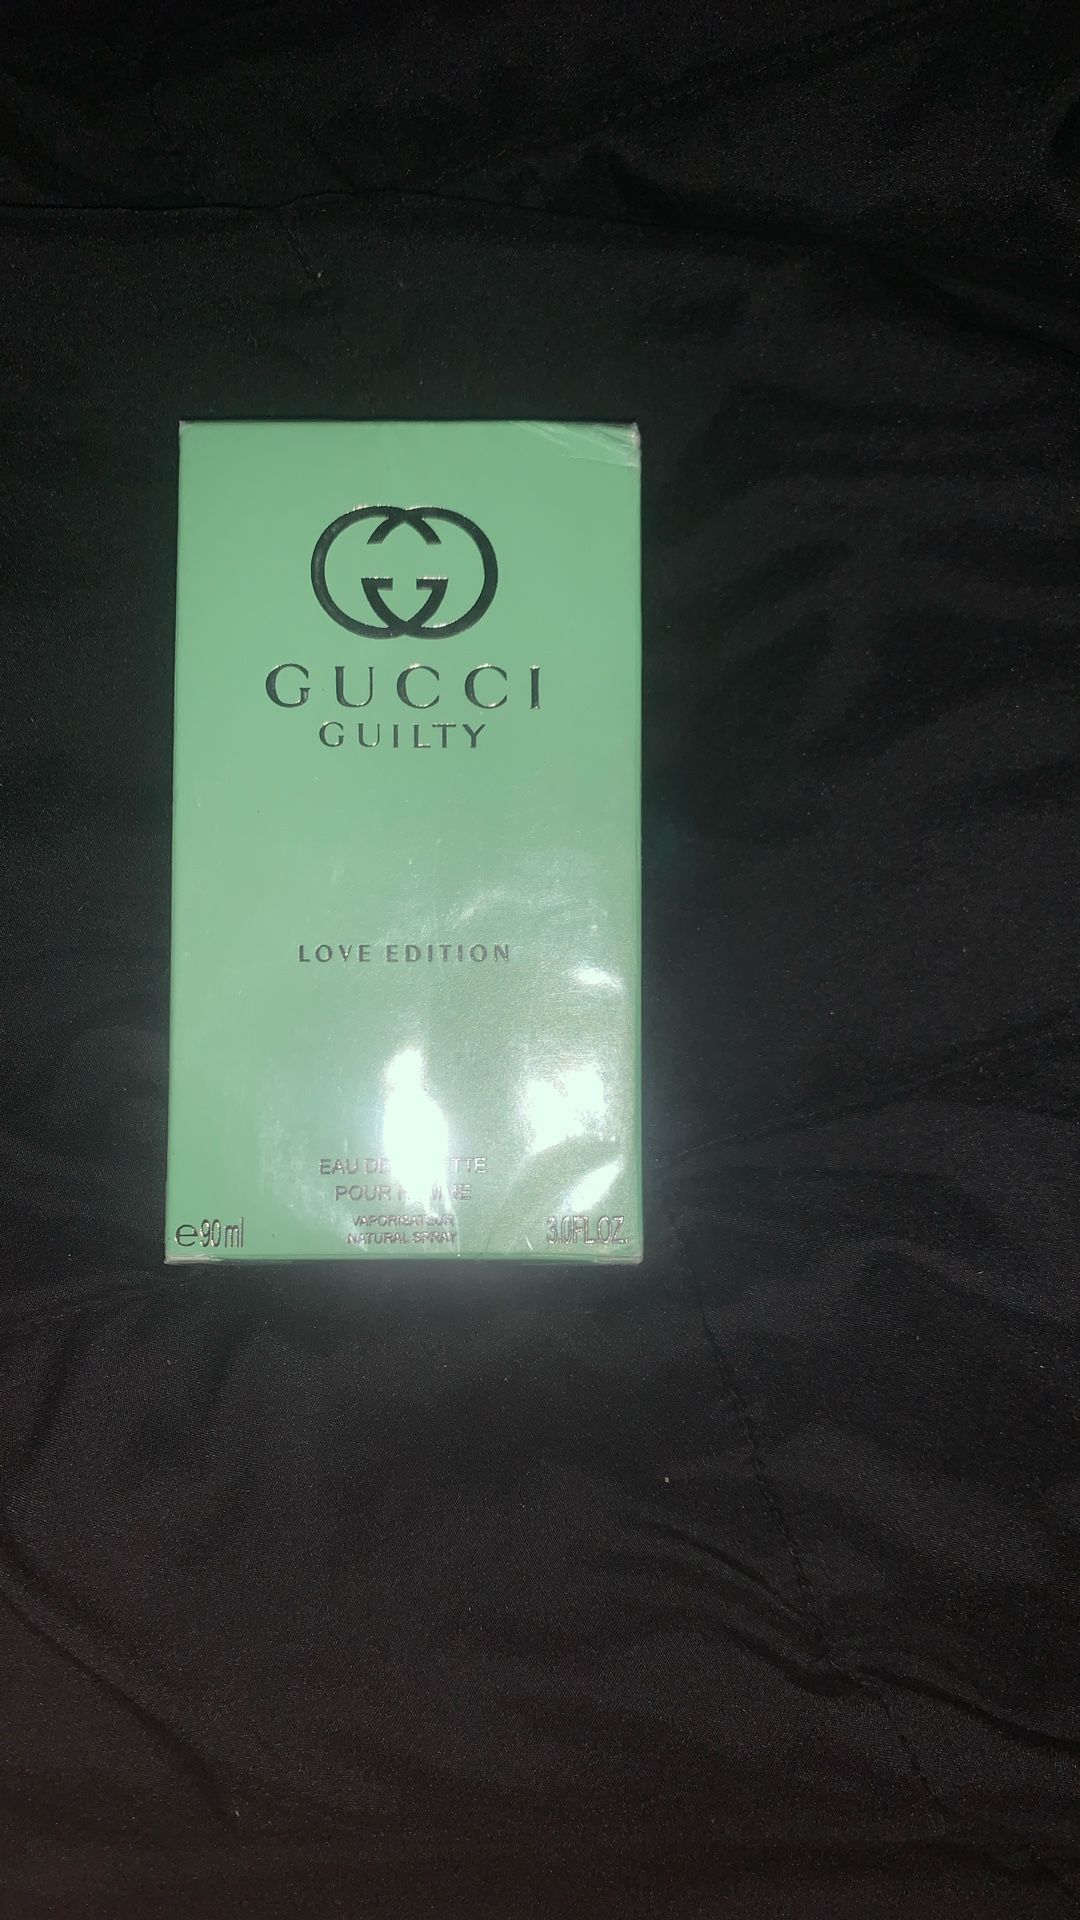 GUCCI
GUILTY
LOVE EDITION
EAU DE
POUR
VAPORISATEUR
NATURAL SPRAY
e90ml
3.0FL.OZ.